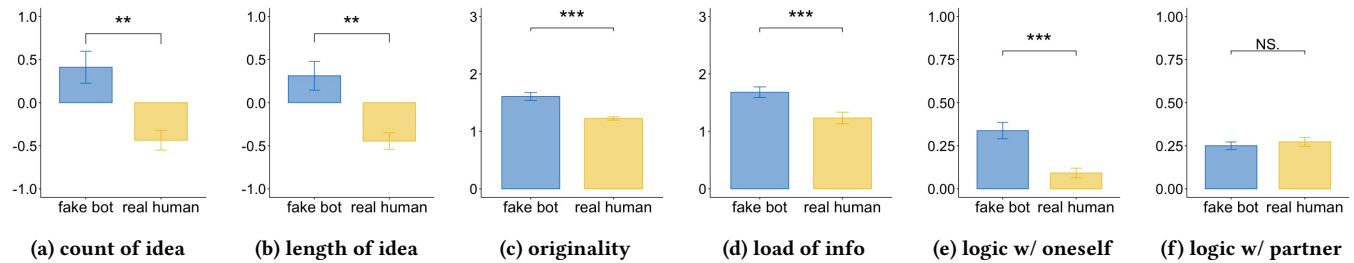 1.0
0.5
0.0
-0.5
-1.0
**
fake bot real human
(a) count of idea
1.0
0.5
0.0
-0.5
-1.0
**
fake bot real human
(b) length of idea
3
2
1
0
***
fake bot real human
(c) originality
3
2
1
0
***
fake bot real human
(d) load of info
1.00
0.75
0.50
0.25
0.00
***
fake bot real human
(e) logic w/ oneself
1.00
0.75
0.50
0.25
0.00
NS.
fake bot real human
(f) logic w/ partner